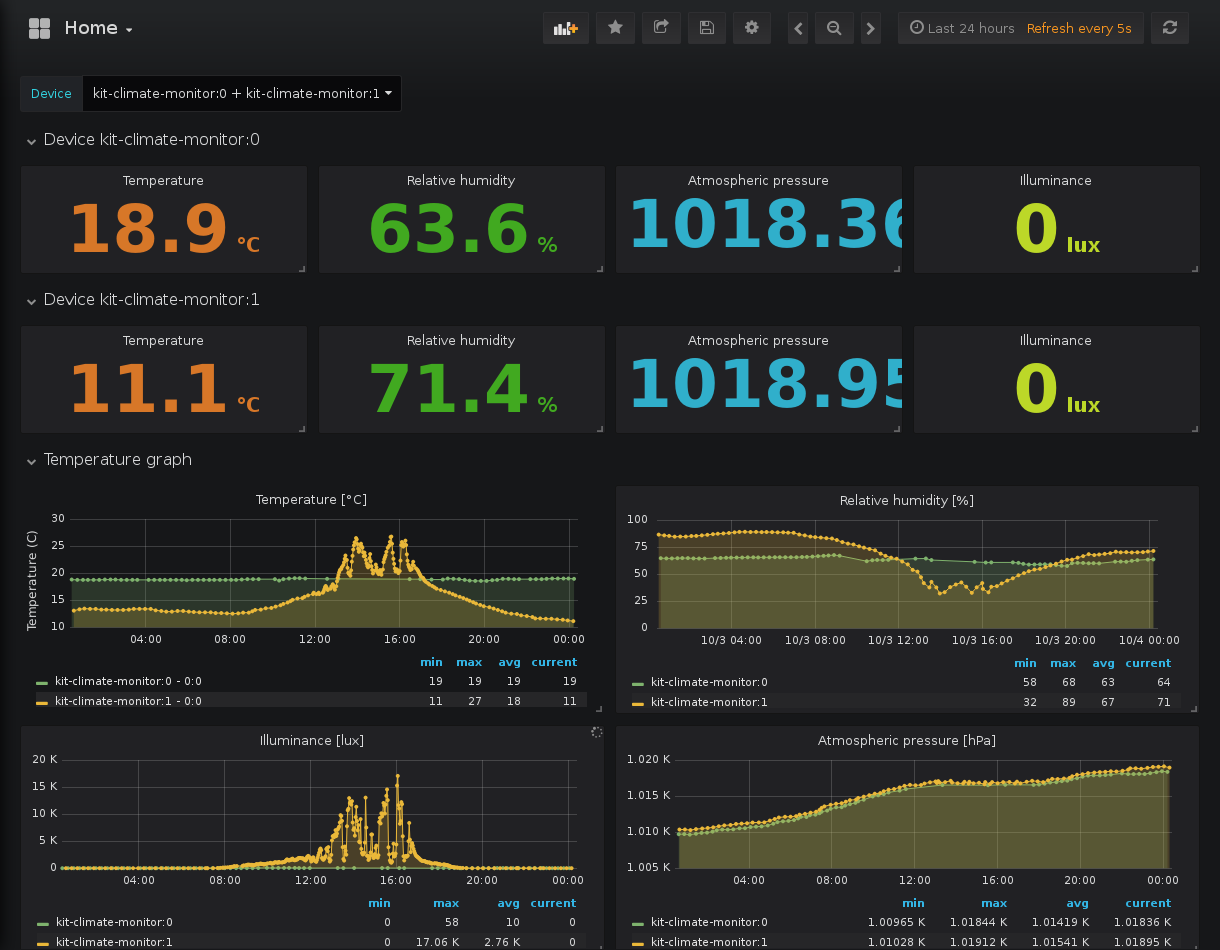 Home
Last 24 hours Refresh every 5s
Device kit-climate-monitor:0 + kit-climate-monitor:1
Device kit-climate-monitor:0
Temperature Relative humidity Atmospheric pressure Illuminance
18.9 °C 63.6 % 1018.36 0 lux
Device kit-climate-monitor:1
Temperature Relative humidity Atmospheric pressure Illuminance
11.1 °C 71.4 % 1018.95 0 lux
Temperature graph
Temperature [°C]
Temperature (C)
30
25
20
15
10
04:00 08:00 12:00 16:00 20:00 00:00
min max avg current
kit-climate-monitor:0 - 0:0 19 19 19 19
kit-climate-monitor:1 - 0:0 11 27 18 11
Relative humidity [%]
100
75
50
25
0
10/3 04:00 10/3 08:00 10/3 12:00 10/3 16:00 10/3 20:00 10/4 00:00
min max avg current
kit-climate-monitor:0 58 68 63 64
kit-climate-monitor:1 32 89 67 71
Illuminance [lux]
20 K
15 K
10 K
5 K
0
04:00 08:00 12:00 16:00 20:00 00:00
min max avg current
kit-climate-monitor:0 0 58 10 0
kit-climate-monitor:1 0 17.06 K 2.76 K 0
Atmospheric pressure [hPa]
1.020 K
1.015 K
1.010 K
1.005 K
04:00 08:00 12:00 16:00 20:00 00:00
min max avg current
kit-climate-monitor:0 1.00965 K 1.01844 K 1.01419 K 1.01836 K
kit-climate-monitor:1 1.01028 K 1.01912 K 1.01541 K 1.01895 K